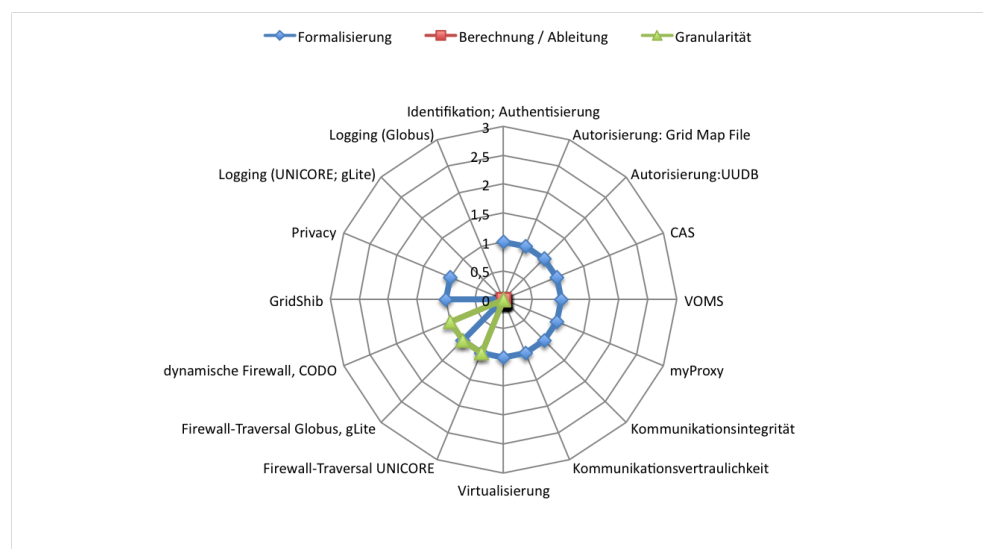 Formalisierung Berechnung / Ableitung Granularität
Identifikation; Authentisierung
Logging (Globus) 3 Autorisierung: Grid Map File
2,5
Logging (UNICORE; gLite) 2 Autorisierung:UUDB
1,5
Privacy 1 CAS
0,5
GridShib 0 VOMS
dynamische Firewall, CODO myProxy
Firewall-Traversal Globus, gLite Kommunikationsintegrität
Firewall-Traversal UNICORE Kommunikationsvertraulichkeit
Virtualisierung